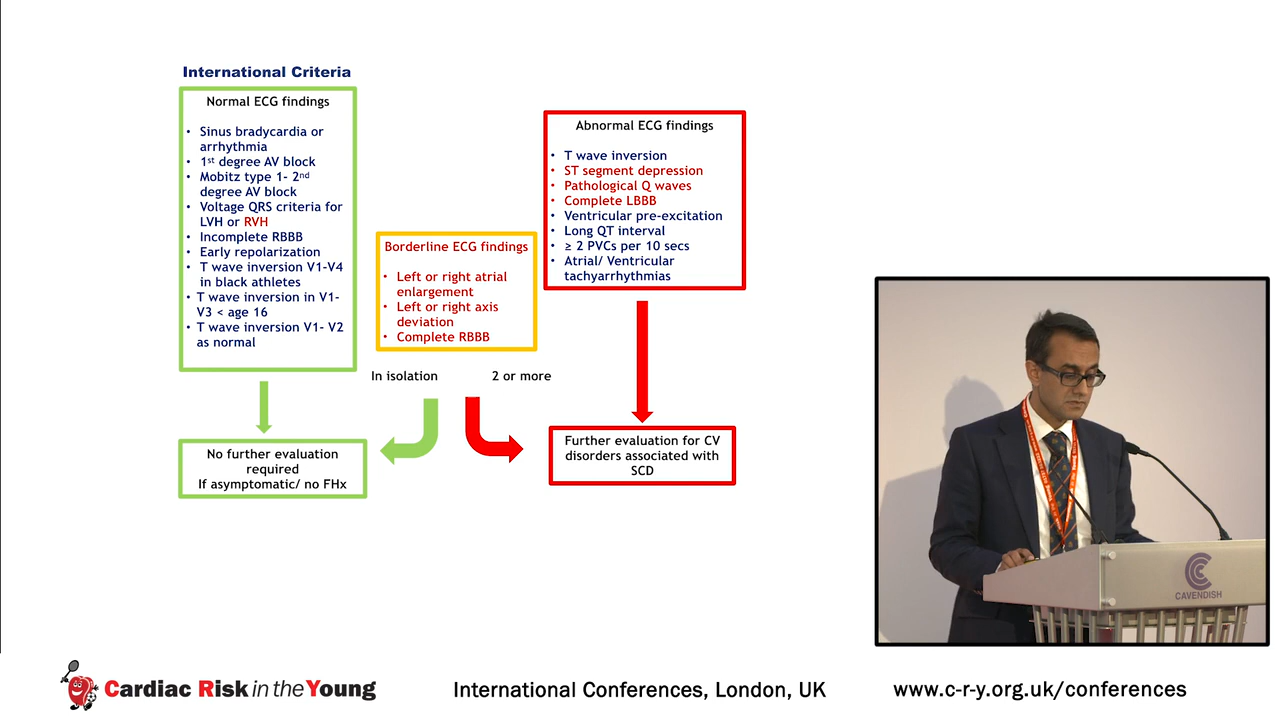 International Criteria
Normal ECG findings
• Sinus bradycardia or
arrhythmia
• 1st degree AV block
• Mobitz type 1- 2nd
degree AV block
• Voltage QRS criteria for
LVH or RVH
• Incomplete RBBB
• Early repolarization
• T wave inversion V1-V4
in black athletes
• T wave inversion in V1-
V3 < age 16
• T wave inversion V1- V2
as normal
Borderline ECG findings
• Left or right atrial
enlargement
• Left or right axis
deviation
• Complete RBBB
Abnormal ECG findings
• T wave inversion
• ST segment depression
• Pathological Q waves
• Complete LBBB
• Ventricular pre-excitation
• Long QT interval
• ≥ 2 PVCs per 10 secs
• Atrial/ Ventricular
tachyarrhythmias
In isolation
2 or more
No further evaluation
required
If asymptomatic/ no FHx
Further evaluation for CV
disorders associated with
SCD
CAVENDISH
Cardiac Risk in the Young
International Conferences, London, UK
www.c-r-y.org.uk/conferences